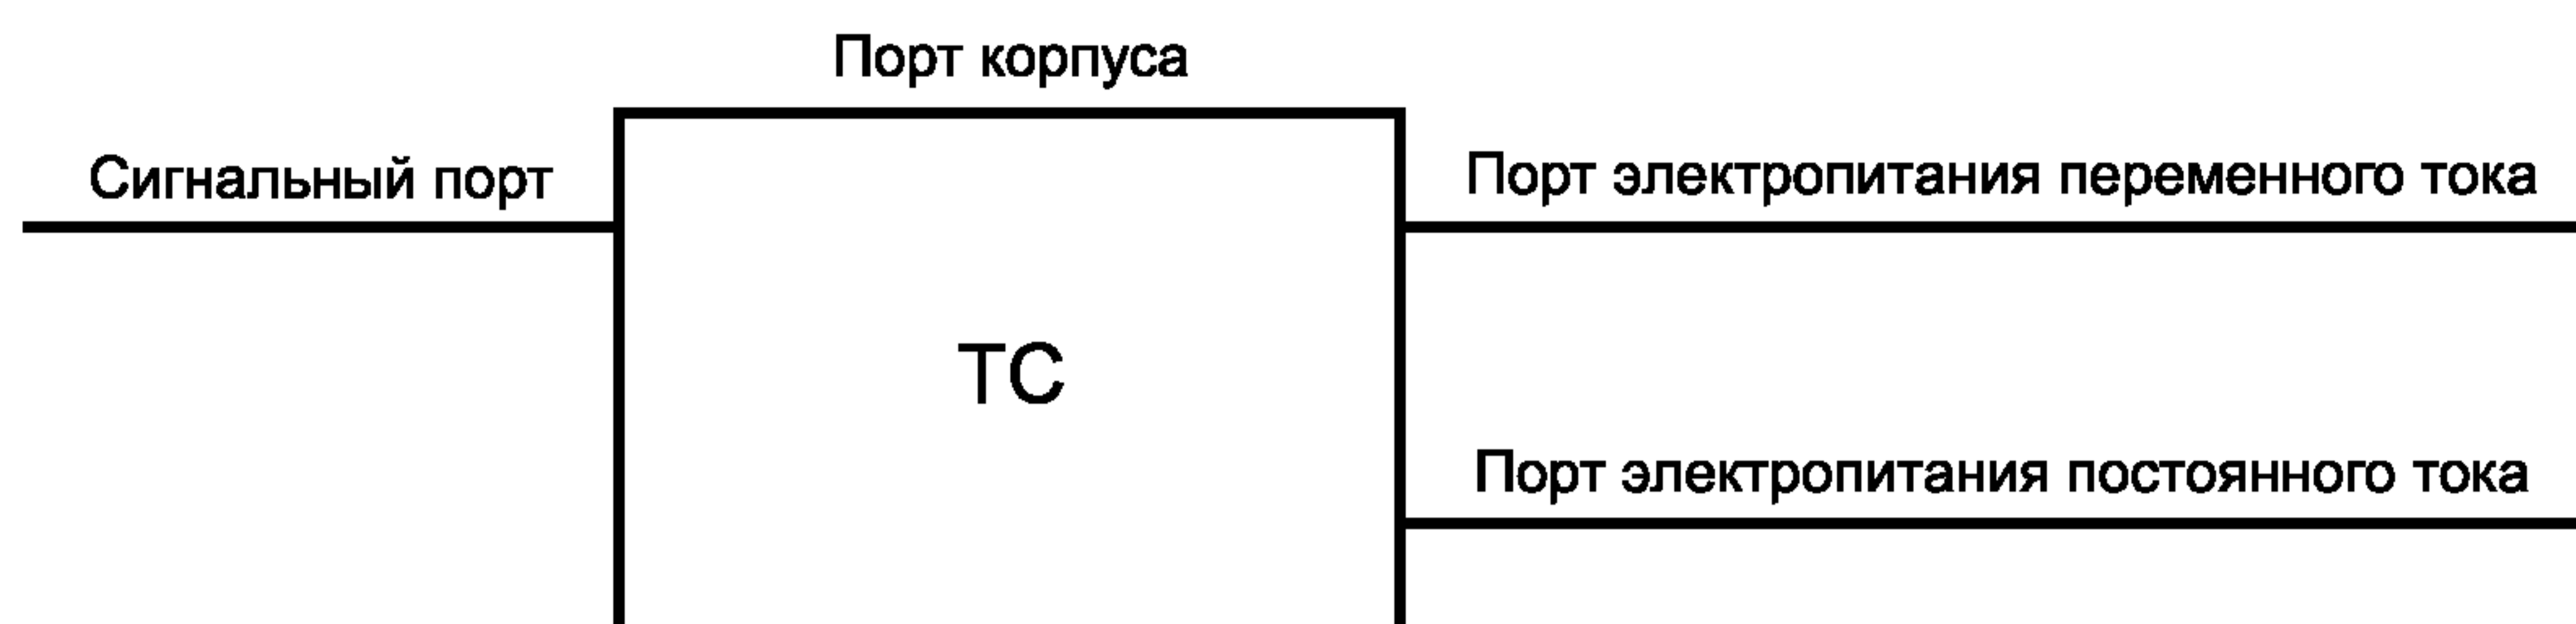 Порт корпуса
Сигнальный порт
Порт электропитания переменного тока
ТС
Порт электропитания постоянного тока